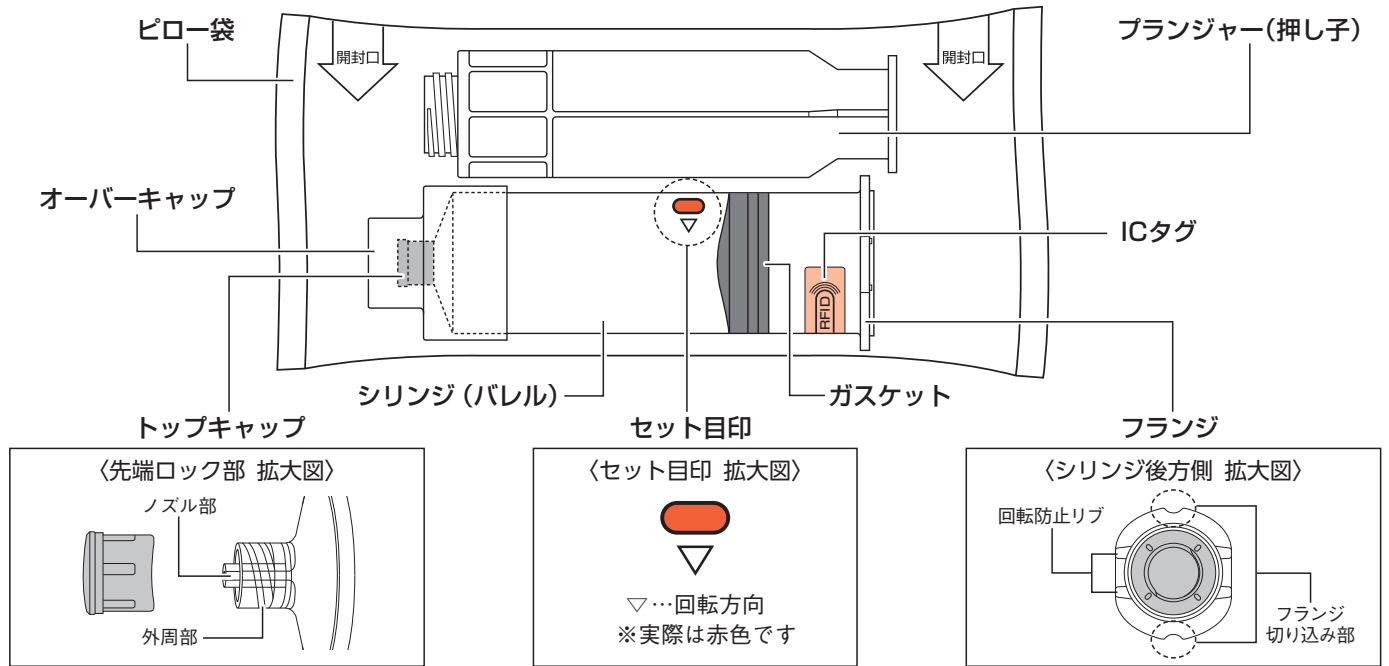 ピロー袋
開封口
開封口
プランジャー(押し子)
オーバーキャップ
ICタグ
RFID
シリンジ(バレル)
ガスケット
トップキャップ
セット目印
フランジ
〈先端ロック部 拡大図〉
ノズル部
外周部
〈セット目印 拡大図〉
▽…回転方向
※実際は赤色です
〈シリンジ後方側 拡大図〉
回転防止リブ
フランジ
切り込み部